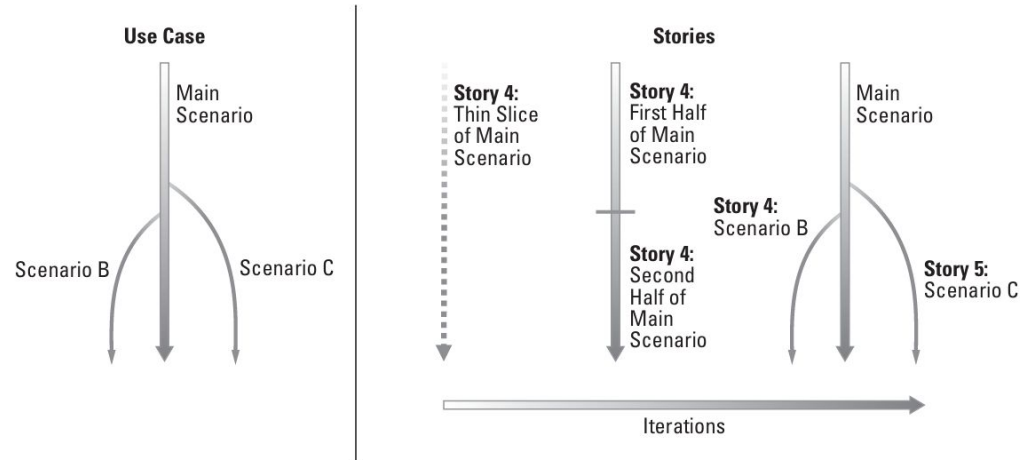 Use Case
Main
Scenario
Scenario B
Scenario C
Stories
Story 4:
Thin Slice
of Main
Scenario
Story 4:
First Half
of Main
Scenario
Story 4:
Second
Half of
Main
Scenario
Main
Scenario
Story 4:
Scenario B
Story 5:
Scenario C
Iterations